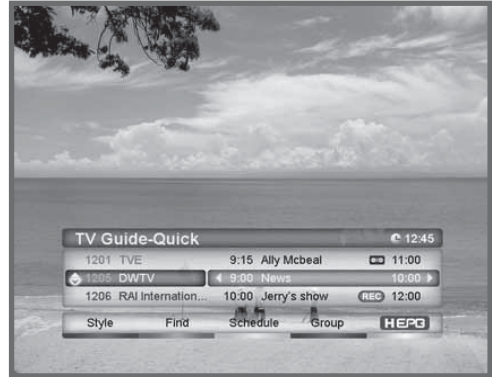 TV Guide-Quick 12:45
1201 TVE 9:15 Ally Mcbeal 11:00
1205 DWTV 9:00 News 10:00
1206 RAI Internation... 10:00 Jerry's show REC 12:00
Style Find Schedule Group HEPG